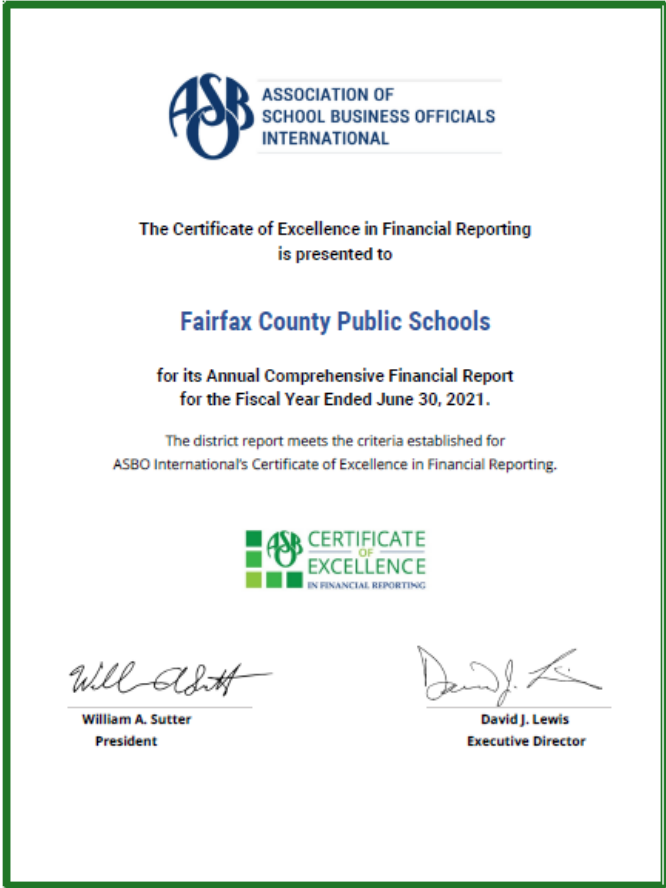 ASBO
ASSOCIATION OF
SCHOOL BUSINESS OFFICIALS
INTERNATIONAL
The Certificate of Excellence in Financial Reporting
is presented to
Fairfax County Public Schools
for its Annual Comprehensive Financial Report
for the Fiscal Year Ended June 30, 2021.
The district report meets the criteria established for
ASBO International's Certificate of Excellence in Financial Reporting.
ASBO
CERTIFICATE
OF
EXCELLENCE
IN FINANCIAL REPORTING
William A. Sutter
President
David J. Lewis
Executive Director